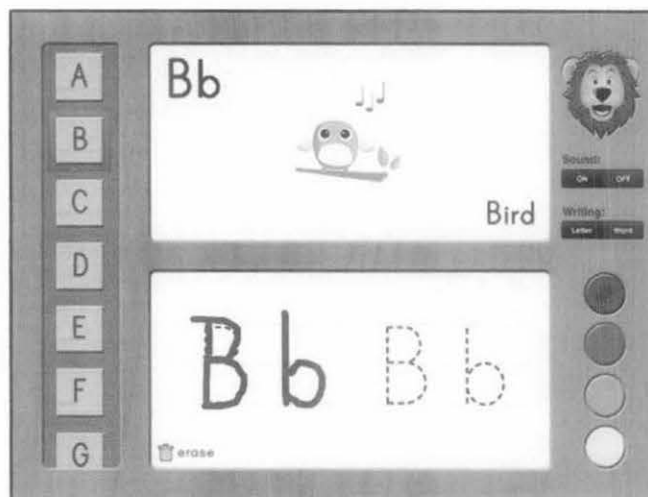 A
B
C
D
E
F
G
Bb
Bird
Sound:
ON OFF
Writing:
Letter Word
B b B b
erase